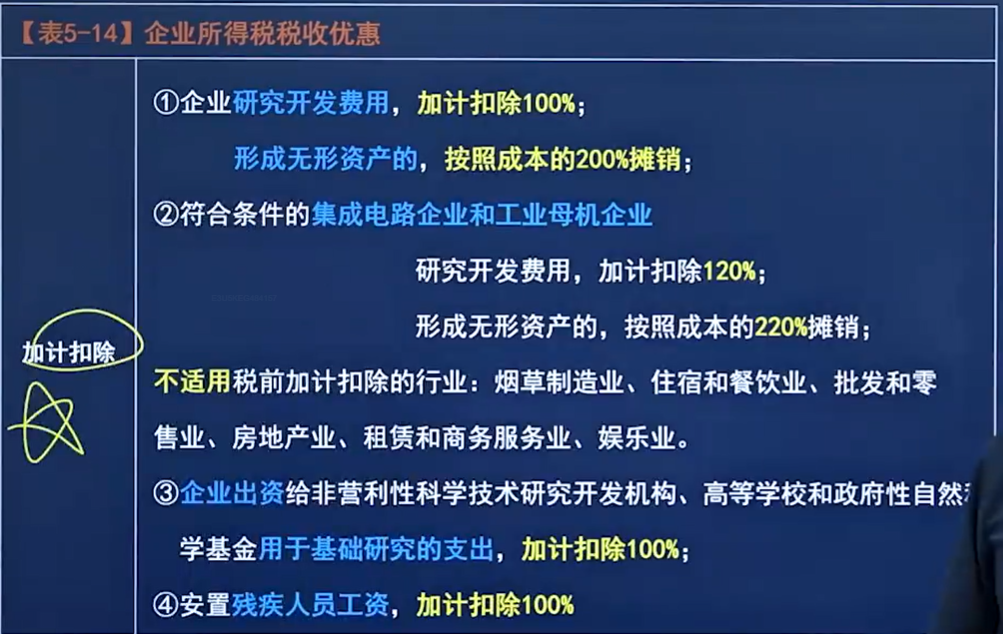 【表5-14】企业所得税税收优惠
①企业研究开发费用，加计扣除100%；
形成无形资产的，按照成本的200%摊销；
②符合条件的集成电路企业和工业母机企业
研究开发费用，加计扣除120%；
形成无形资产的，按照成本的220%摊销；
加计扣除
不适用税前加计扣除的行业：烟草制造业、住宿和餐饮业、批发和零
售业、房地产业、租赁和商务服务业、娱乐业。
③企业出资给非营利性科学技术研究开发机构、高等学校和政府性自然
学基金用于基础研究的支出，加计扣除100%；
④安置残疾人员工资，加计扣除100%